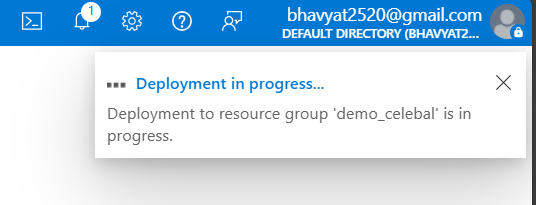 1
bhavyat2520@gmail.com
DEFAULT DIRECTORY (BHAVYAT2...
Deployment in progress...
Deployment to resource group 'demo_celebal' is in
progress.